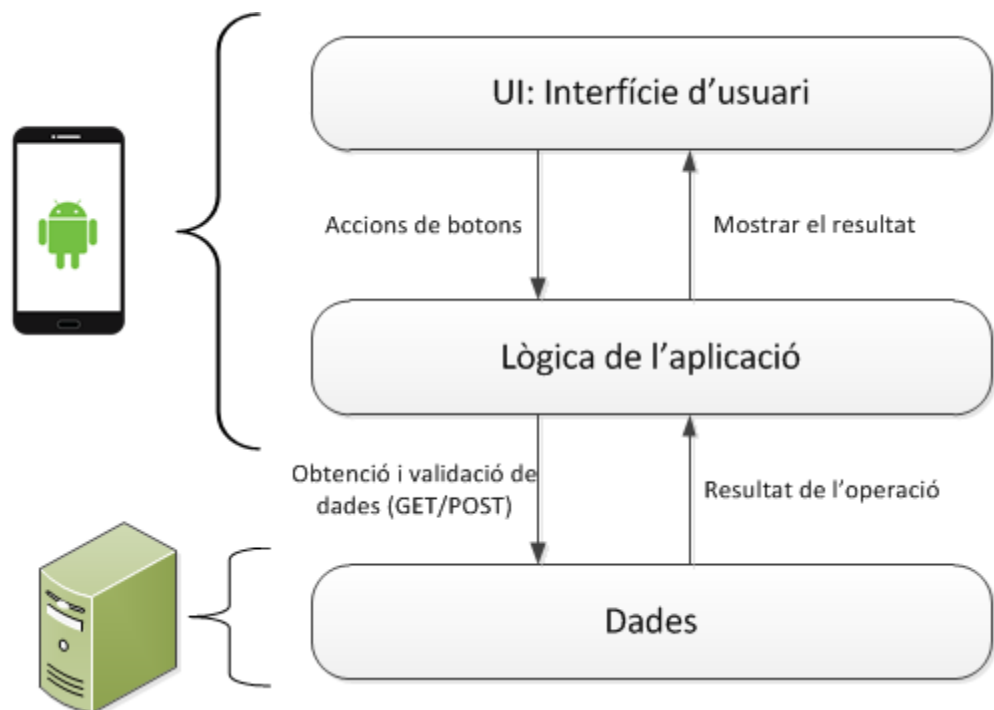 UI: Interfície d’usuari
Accions de botons
Mostrar el resultat
Lògica de l’aplicació
Obtenció i validació de
dades (GET/POST)
Resultat de l’operació
Dades